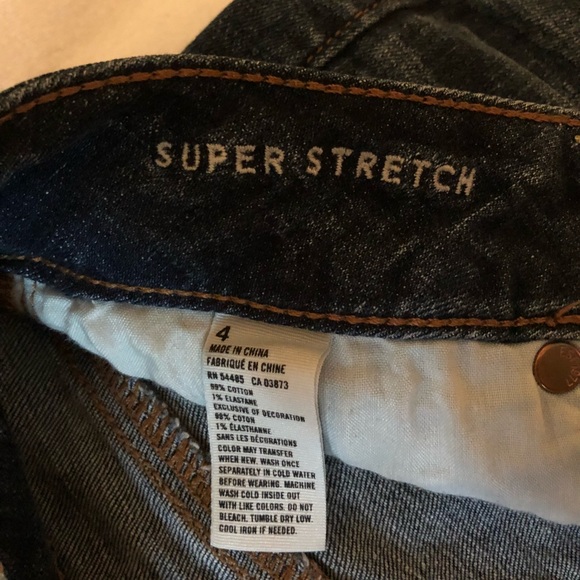 SUPER STRETCH
4
MADE IN CHINA
FABRIQUÉ EN CHINE
RN 54485 CA 03873
99% COTTON
1% ELASTANE
EXCLUSIVE OF DECORATION
99% COTON
1% ÉLASTHANNE
SANS LES DÉCORATIONS
COLOR MAY TRANSFER
WHEN NEW. WASH ONCE
SEPARATELY IN COLD WATER
BEFORE WEARING. MACHINE
WASH COLD INSIDE OUT
WITH LIKE COLORS. DO NOT
BLEACH. TUMBLE DRY LOW.
COOL IRON IF NEEDED.